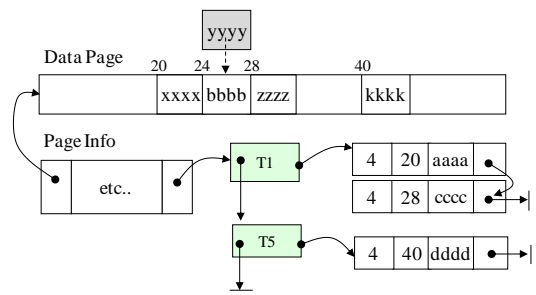 yyyy
Data Page
20 24 28 40
xxxx bbbb zzzz kkkk
Page Info
etc..
T1
4 20 aaaa
4 28 cccc
T5
4 40 dddd